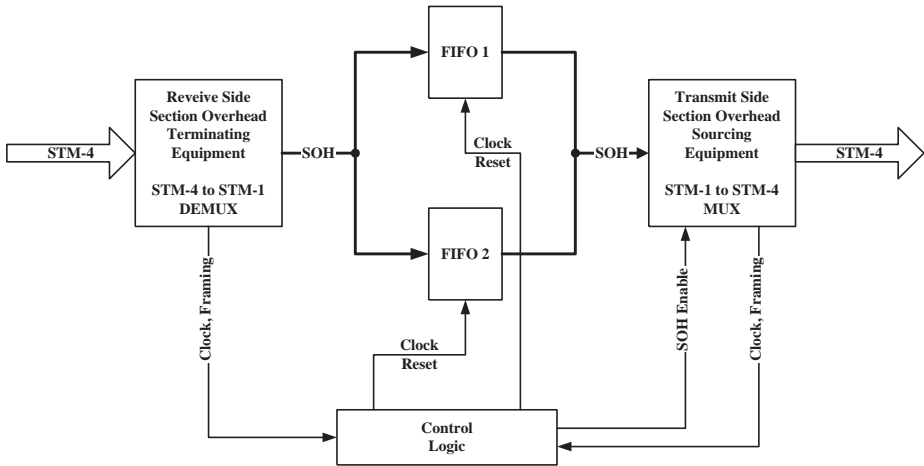 FIFO 1
Reveive Side
Section Overhead
Terminating
Equipment
STM-4 to STM-1
DEMUX
Transmit Side
Section Overhead
Sourcing
Equipment
STM-1 to STM-4
MUX
STM-4
SOH
Clock
Reset
SOH
STM-4
FIFO 2
Clock, Framing
SOH Enable
Clock, Framing
Clock
Reset
Control
Logic